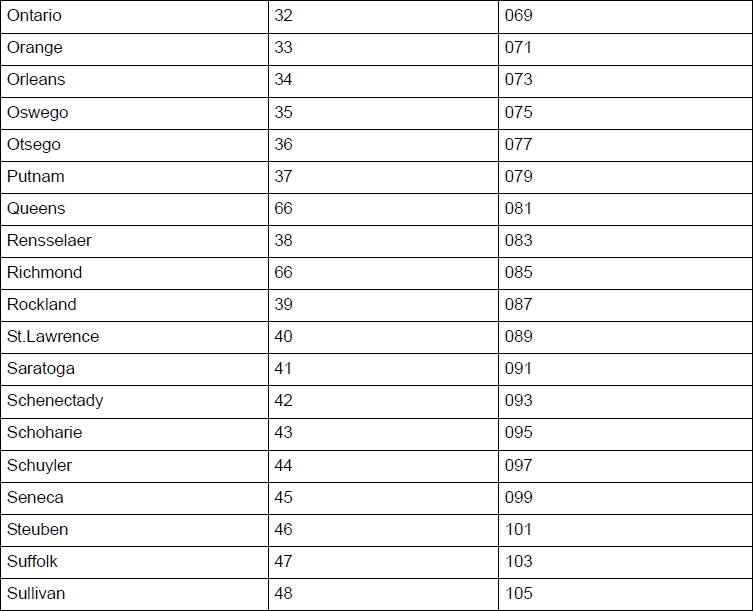 Ontario 32 069
Orange 33 071
Orleans 34 073
Oswego 35 075
Otsego 36 077
Putnam 37 079
Queens 66 081
Rensselaer 38 083
Richmond 66 085
Rockland 39 087
St.Lawrence 40 089
Saratoga 41 091
Schenectady 42 093
Schoharie 43 095
Schuyler 44 097
Seneca 45 099
Steuben 46 101
Suffolk 47 103
Sullivan 48 105